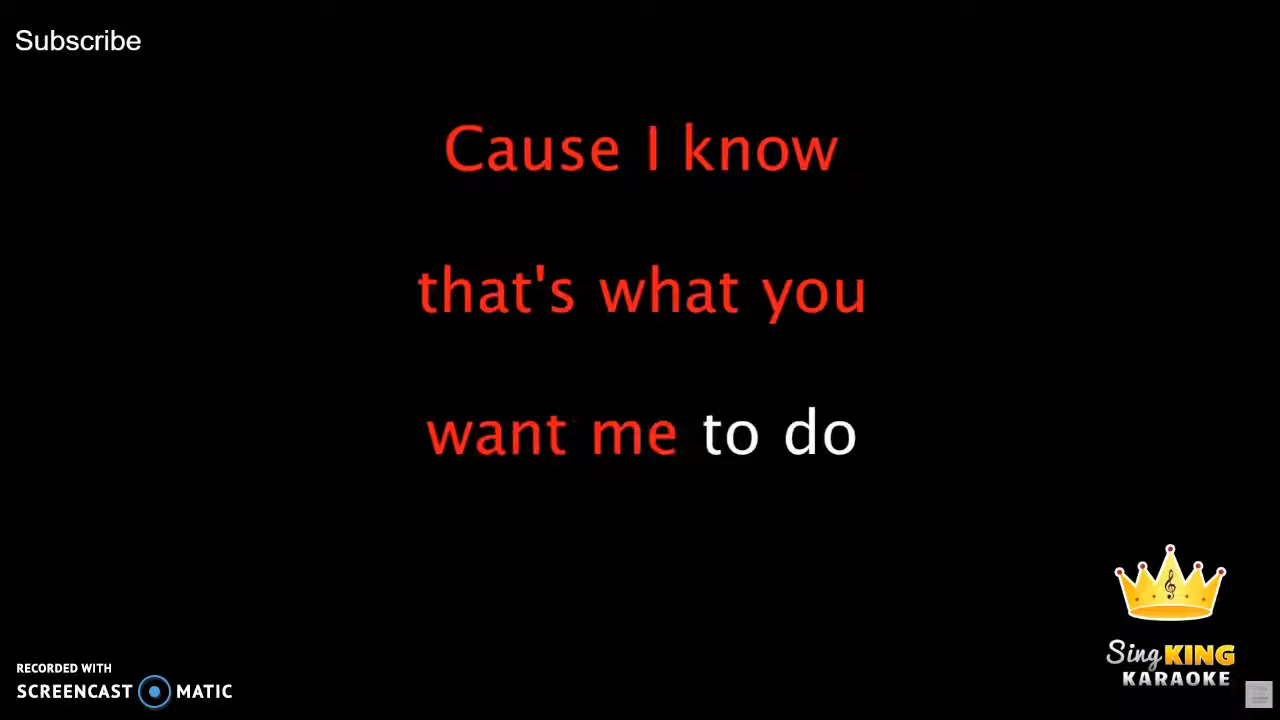 Subscribe
Cause I know
that's what you
want me to do
RECORDED WITH
SCREENCAST MATIC
Sing KING
KARAOKE